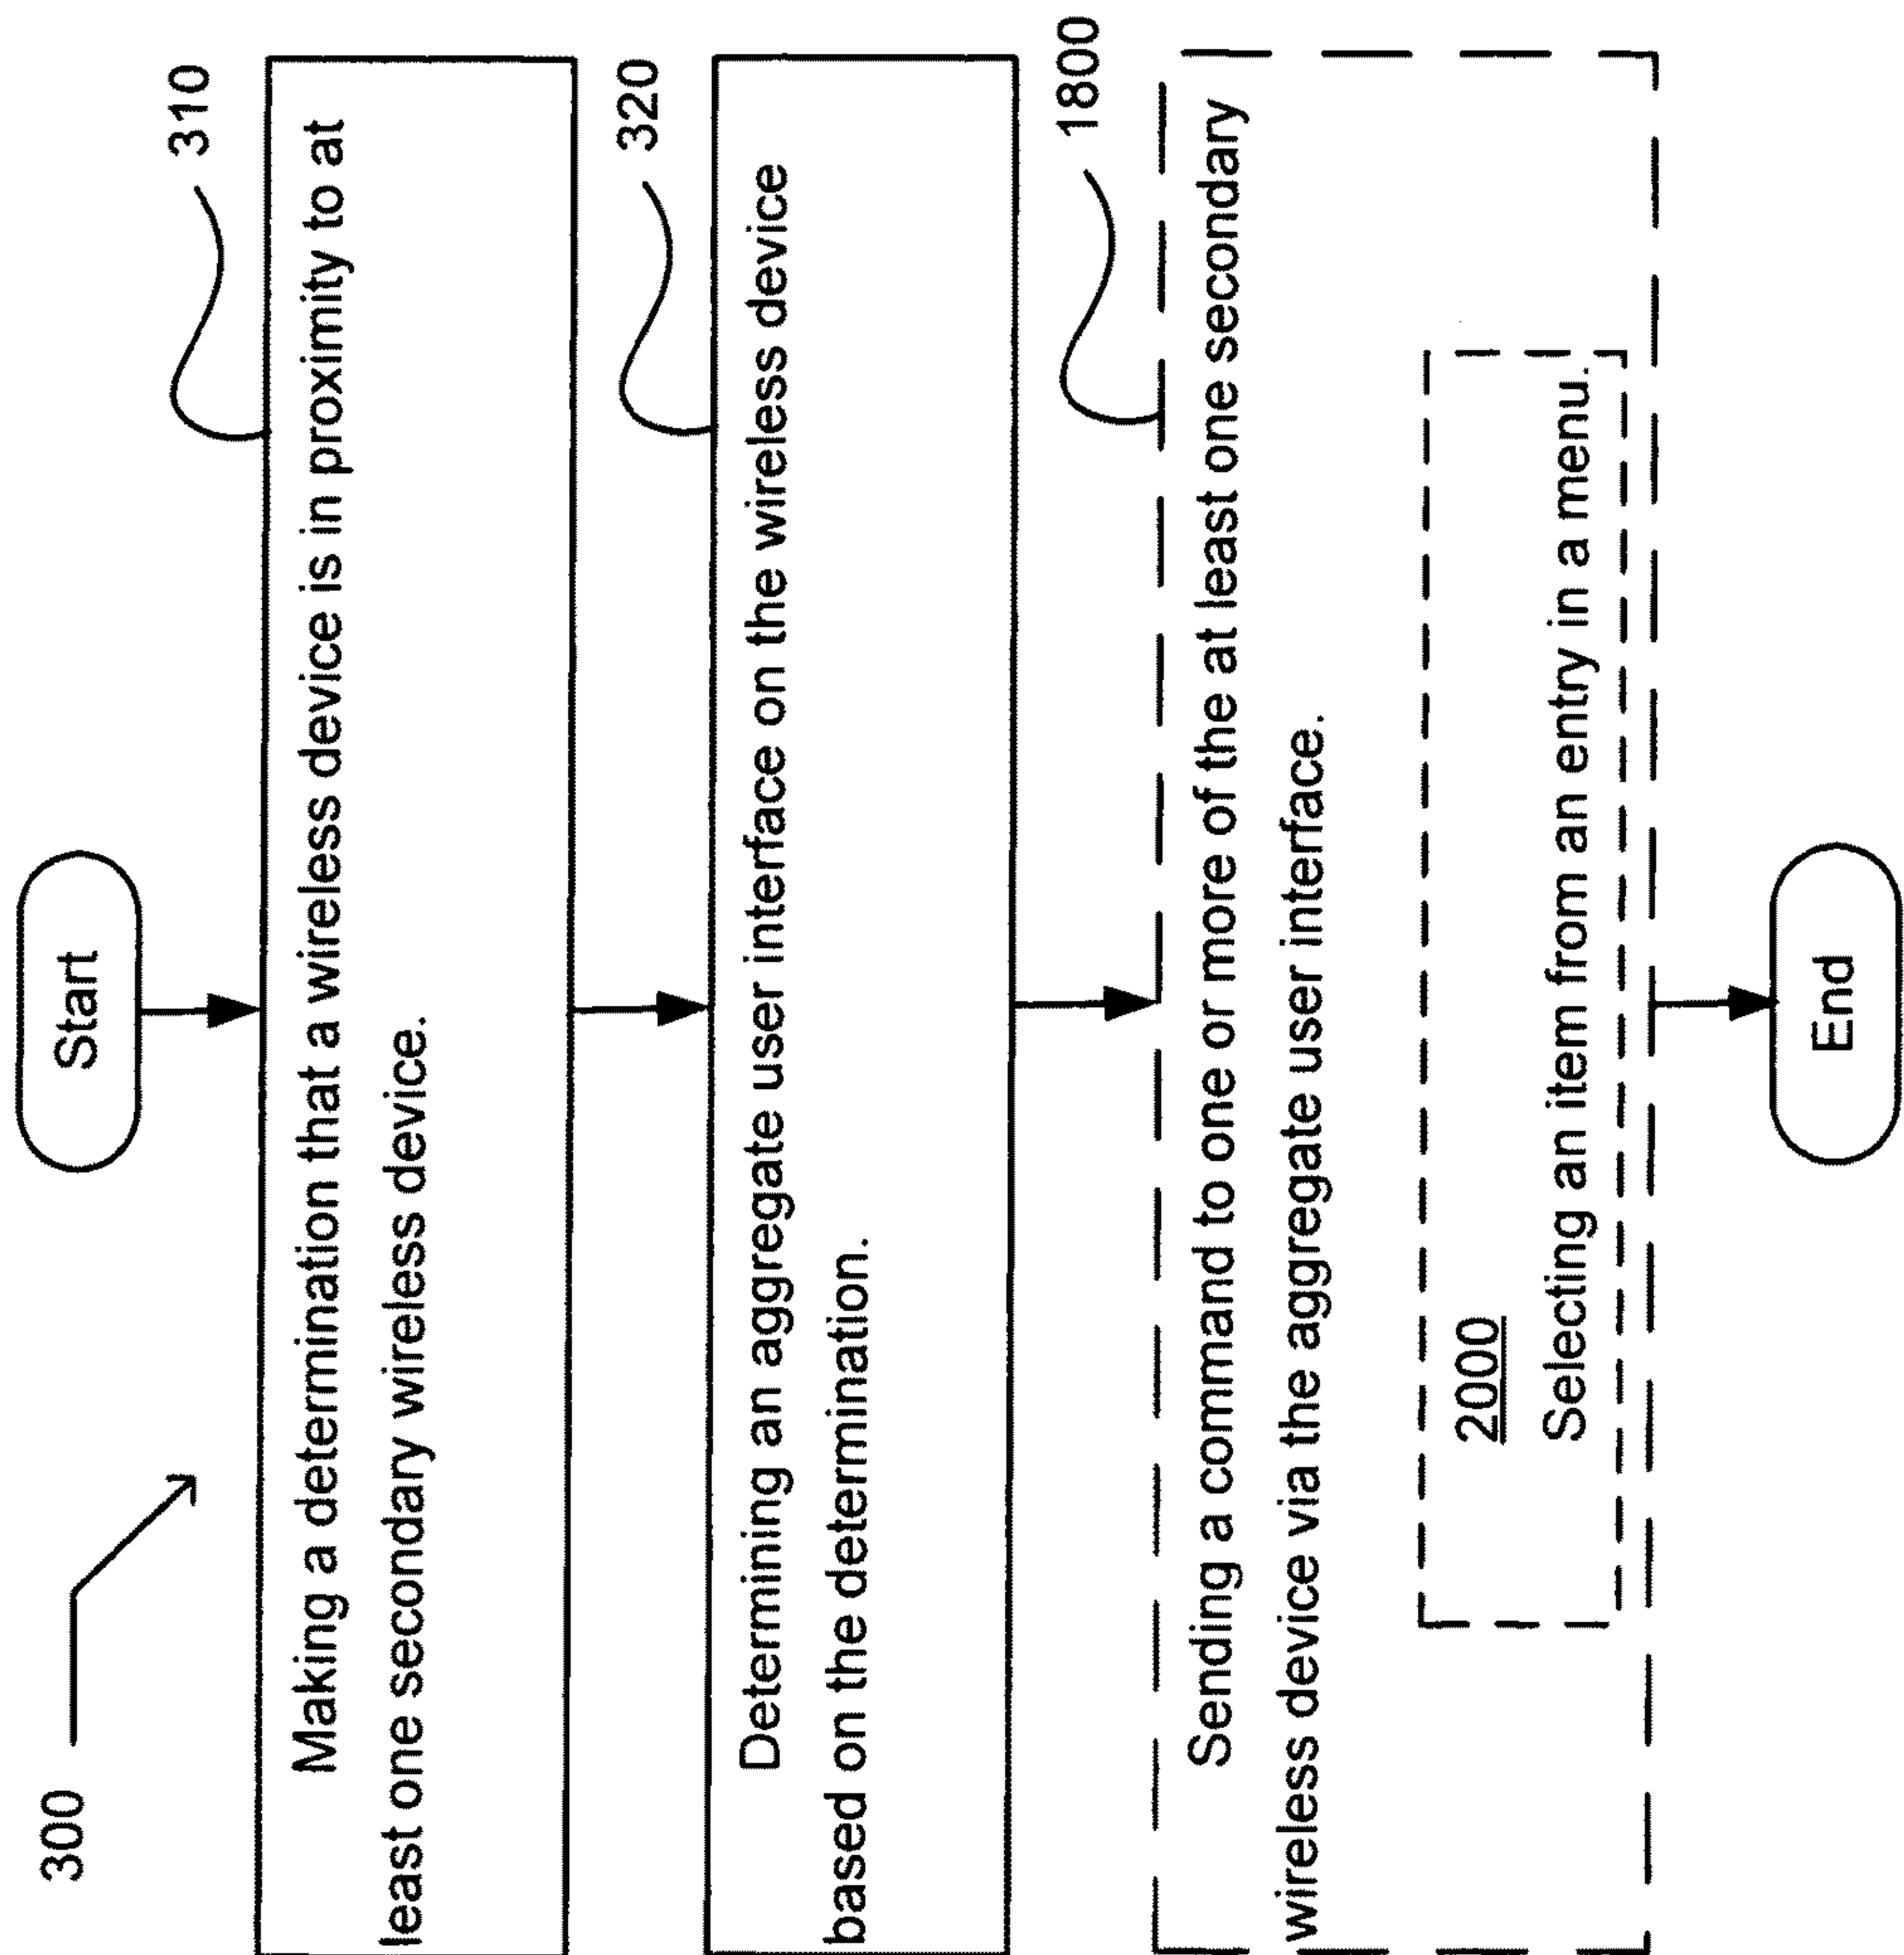 300
Start
310
Making a determination that a wireless device is in proximity to at
least one secondary wireless device.
320
Determining an aggregate user interface on the wireless device
based on the determination.
1800
Sending a command to one or more of the at least one secondary
wireless device via the aggregate user interface.
2000
Selecting an item from an entry in a menu.
End